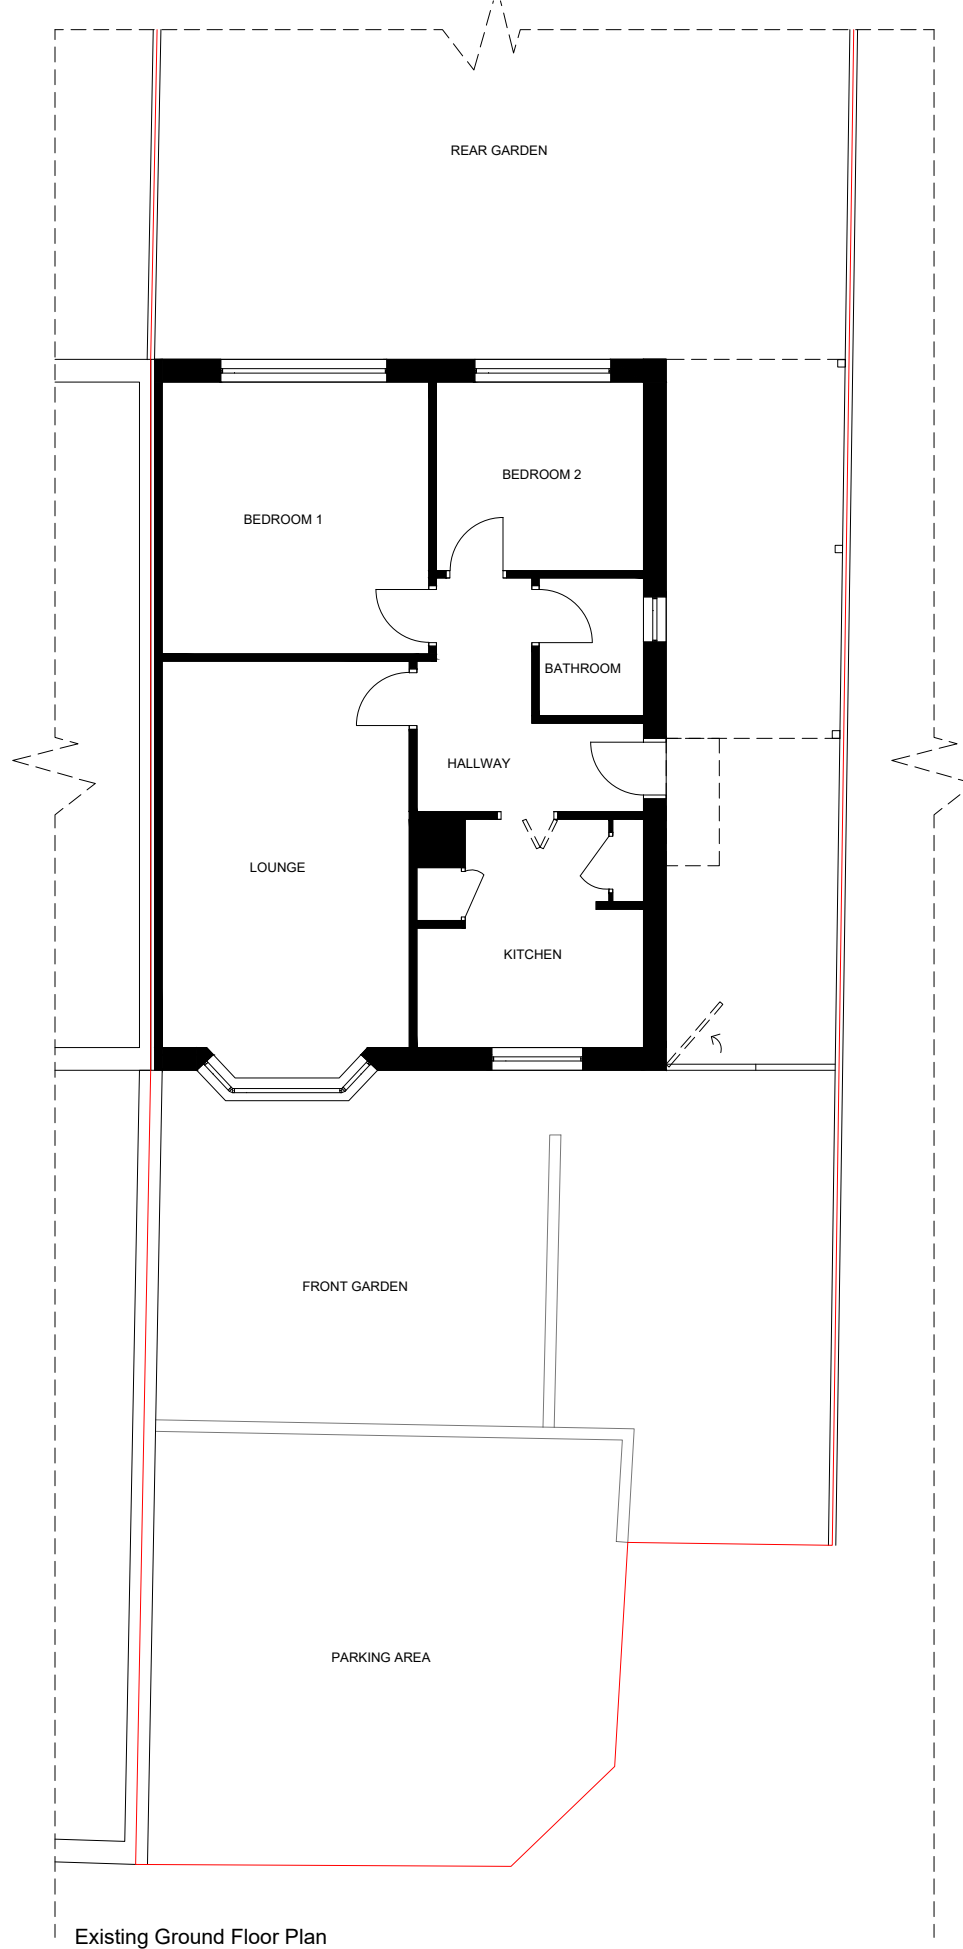 REAR GARDEN
BEDROOM 2
BEDROOM 1
BATHROOM
HALLWAY
LOUNGE
KITCHEN
FRONT GARDEN
PARKING AREA
Existing Ground Floor Plan